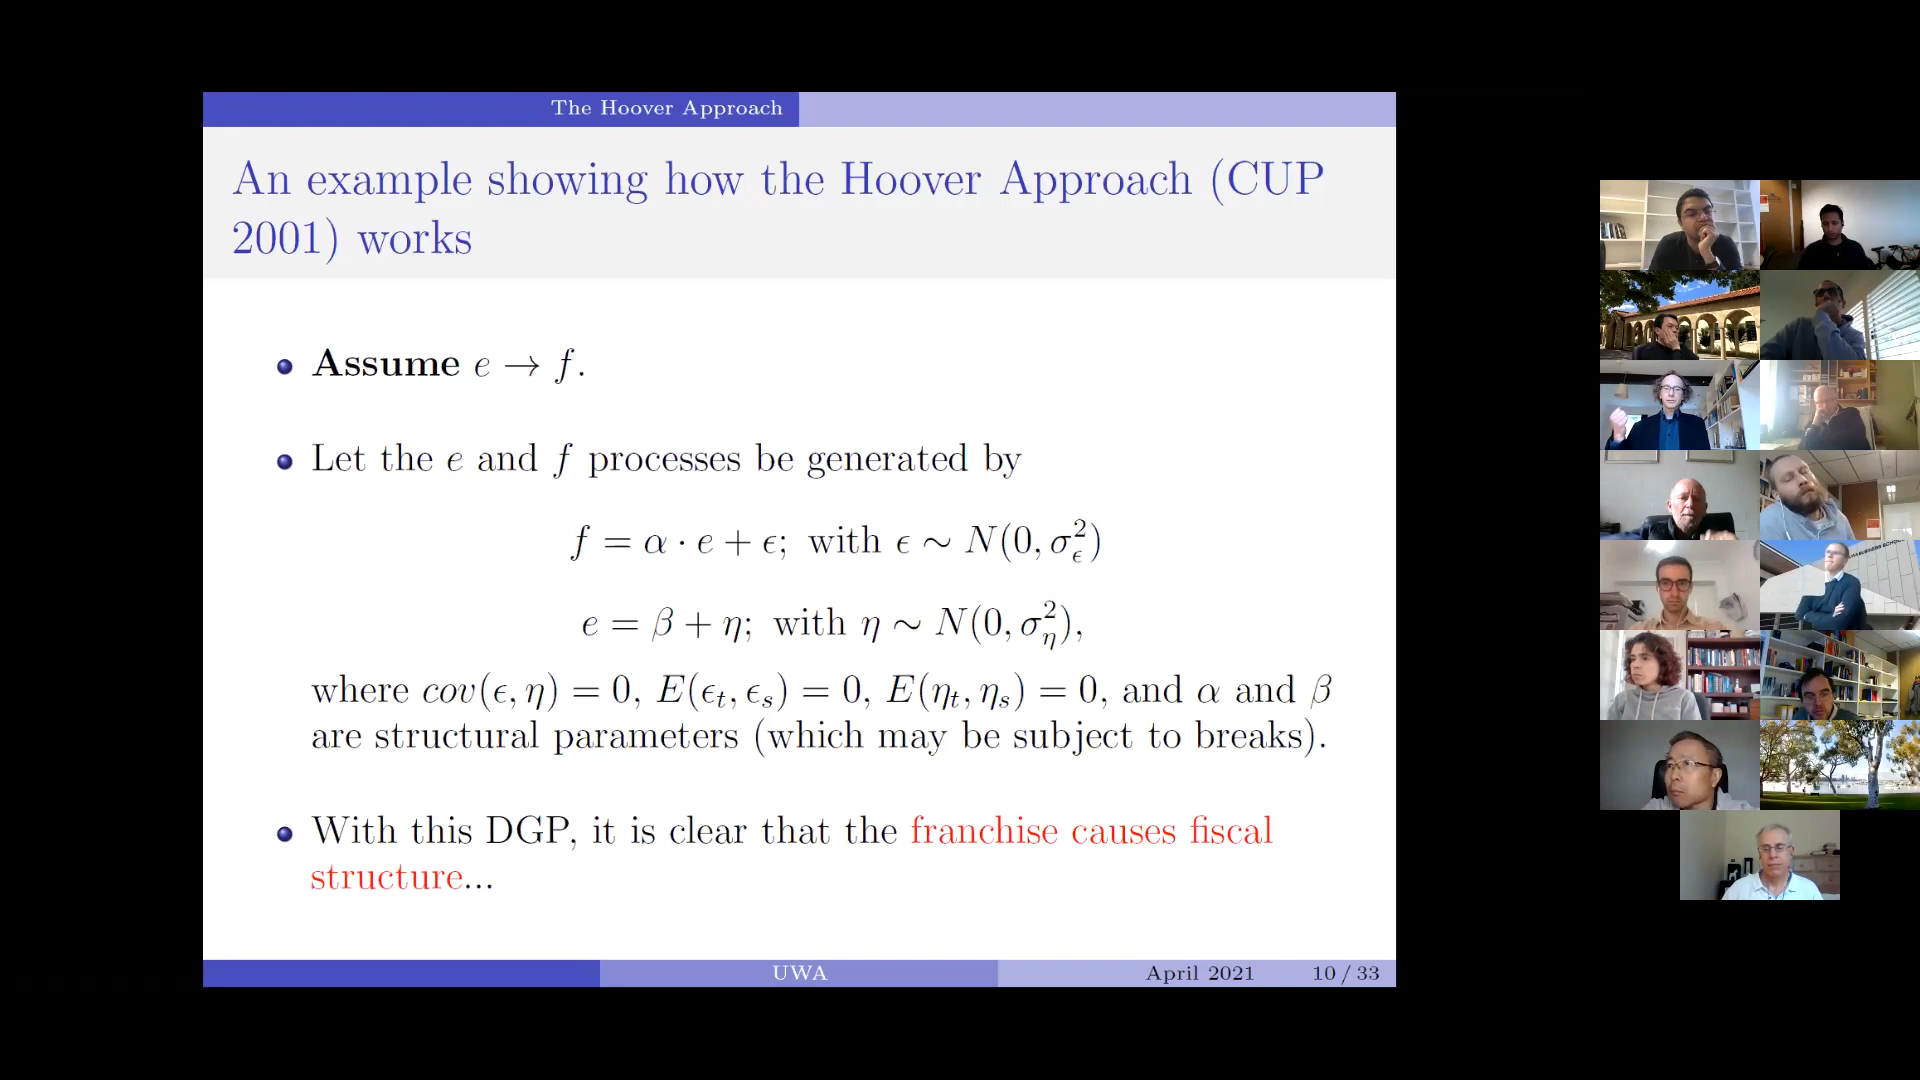 The Hoover Approach
An example showing how the Hoover Approach (CUP
2001) works
Assume e → f.
Let the e and f processes be generated by
f = α · e + ϵ; with ϵ ∼ N(0, σ²_ϵ)
e = β + η; with η ∼ N(0, σ²_η),
where cov(ϵ, η) = 0, E(ϵ_t, ϵ_s) = 0, E(η_t, η_s) = 0, and α and β
are structural parameters (which may be subject to breaks).
With this DGP, it is clear that the franchise causes fiscal
structure...
UWA
April 2021 10 / 33